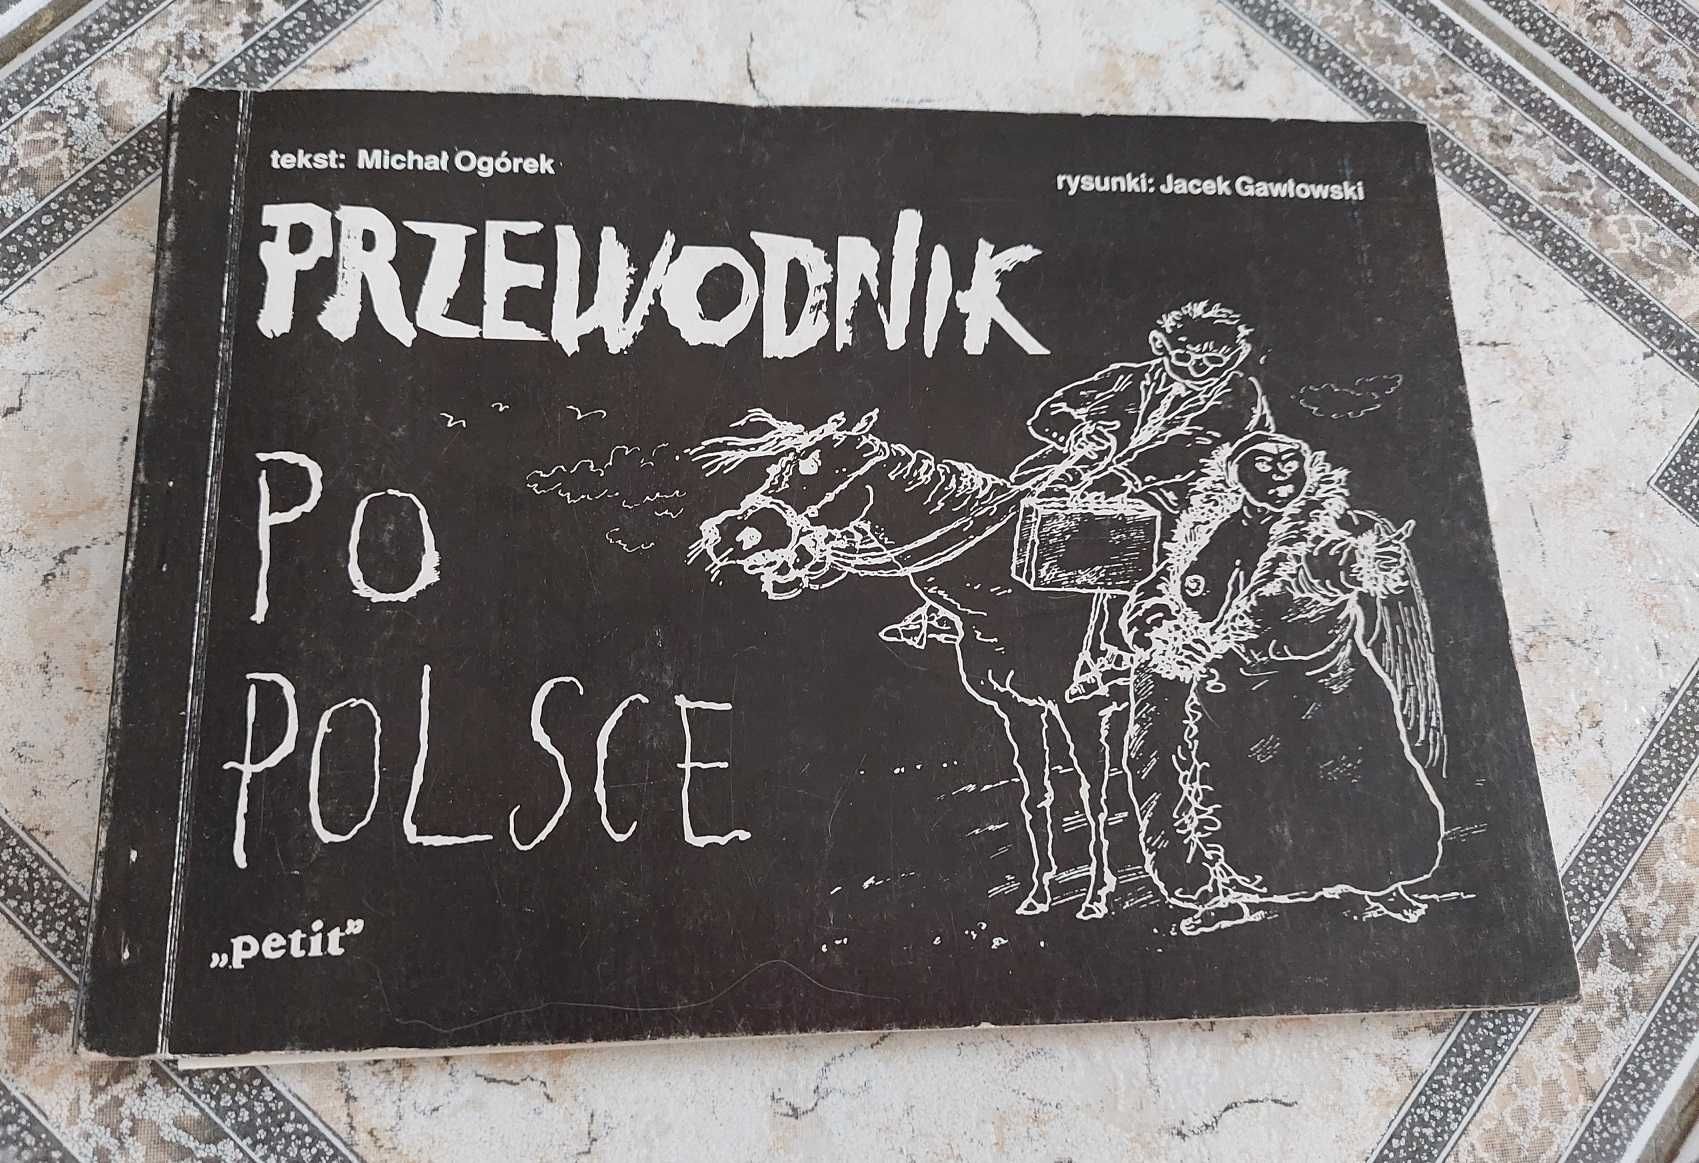 tekst: Michał Ogórek
rysunki: Jacek Gawłowski
PRZEWODNIK
PO
POLSCE
„petit”